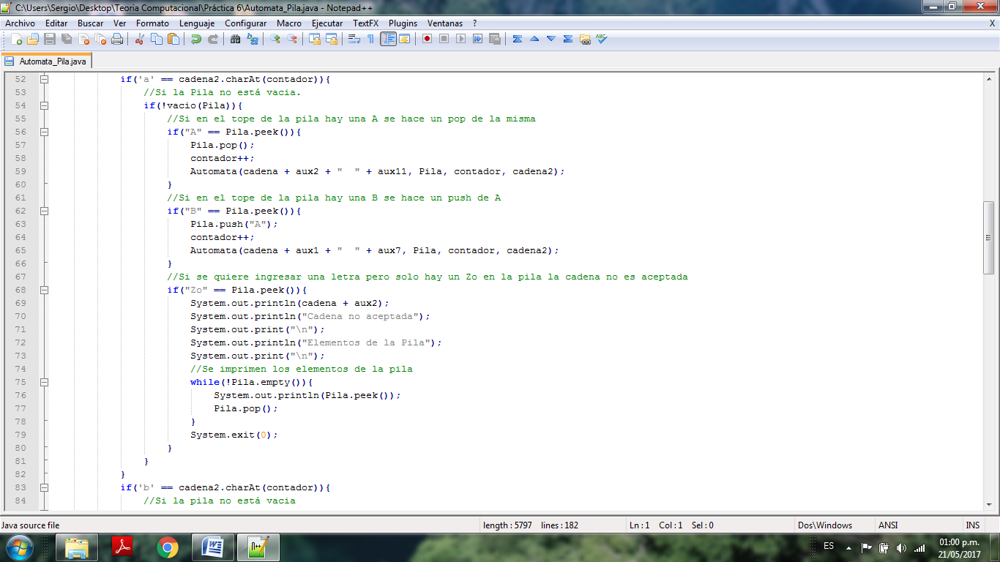 C:\Users\Sergio\Desktop\Teoria Computacional\Práctica 6\Automata_Pila.java - Notepad++
Archivo Editar Buscar Ver Formato Lenguaje Configurar Macro Ejecutar TextFX Plugins Ventanas ? X
Automata_Pila.java
52 if('a' == cadena2.charAt(contador)){
53 //Si la Pila no está vacia.
54 if(!vacio(Pila)){
55 //Si en el tope de la pila hay una A se hace un pop de la misma
56 if("A" == Pila.peek()){
57 Pila.pop();
58 contador++;
59 Automata(cadena + aux2 + "  " + aux11, Pila, contador, cadena2);
60 }
61 //Si en el tope de la pila hay una B se hace un push de A
62 if("B" == Pila.peek()){
63 Pila.push("A");
64 contador++;
65 Automata(cadena + aux1 + "  " + aux7, Pila, contador, cadena2);
66 }
67 //Si se quiere ingresar una letra pero solo hay un Zo en la pila la cadena no es aceptada
68 if("Zo" == Pila.peek()){
69 System.out.println(cadena + aux2);
70 System.out.println("Cadena no aceptada");
71 System.out.print("\n");
72 System.out.println("Elementos de la Pila");
73 System.out.print("\n");
74 //Se imprimen los elementos de la pila
75 while(!Pila.empty()){
76 System.out.println(Pila.peek());
77 Pila.pop();
78 }
79 System.exit(0);
80 }
81 }
82 }
83 if('b' == cadena2.charAt(contador)){
84 //Si la pila no está vacia
Java source file length : 5797 lines : 182 Ln : 1 Col : 1 Sel : 0 Dos\Windows ANSI INS
ES 01:00 p.m.
21/05/2017